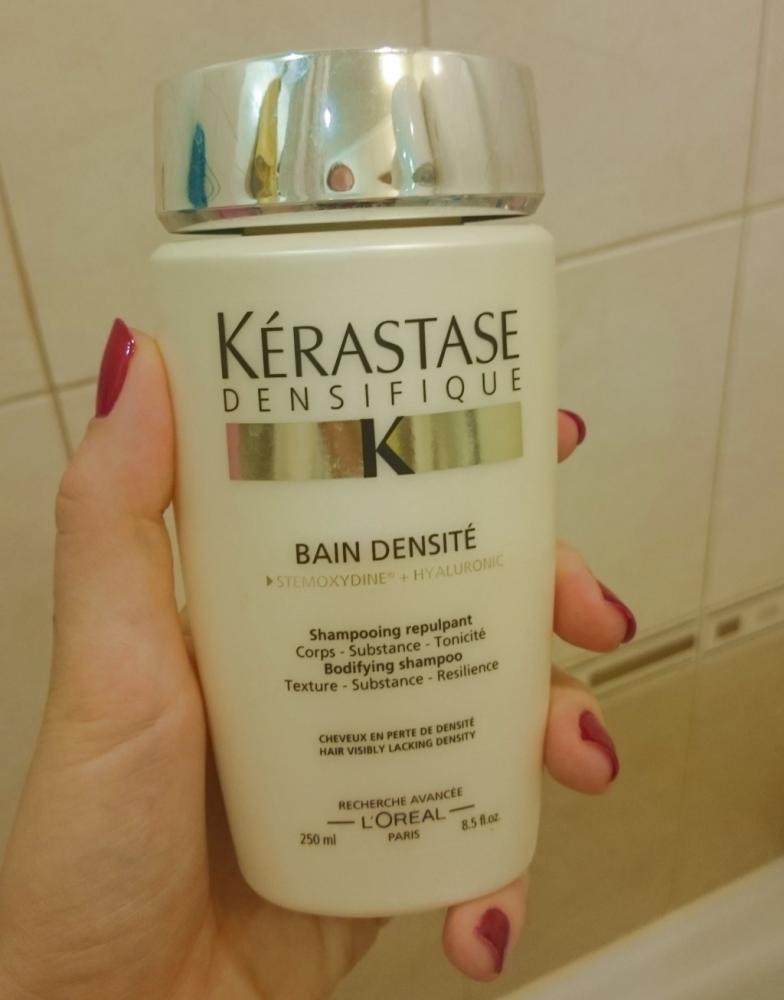 KÉRASTASE
DENSIFIQUE
K
BAIN DENSITÉ
STEMOXYDINE® + HYALURONIC
Shampooing repulpant
Corps - Substance - Tonicité
Bodifying shampoo
Texture - Substance - Resilience
CHEVEUX EN PERTE DE DENSITÉ
HAIR VISIBLY LACKING DENSITY
RECHERCHE AVANCÉE
L'ORÉAL
PARIS
250 ml 8.5 fl.oz.